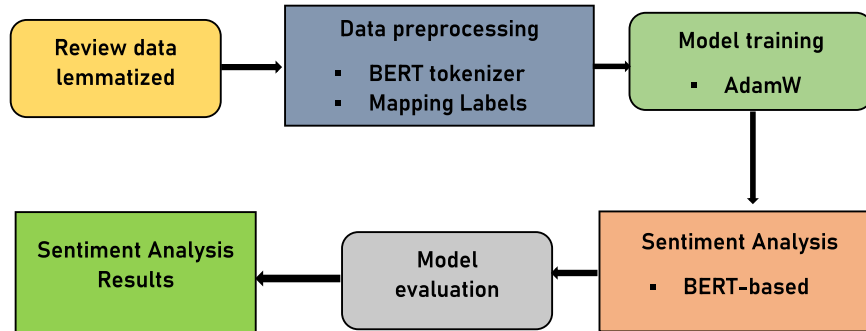 Review data
lemmatized
Data preprocessing
▪ BERT tokenizer
▪ Mapping Labels
Model training
▪ AdamW
Sentiment Analysis
▪ BERT-based
Model
evaluation
Sentiment Analysis
Results